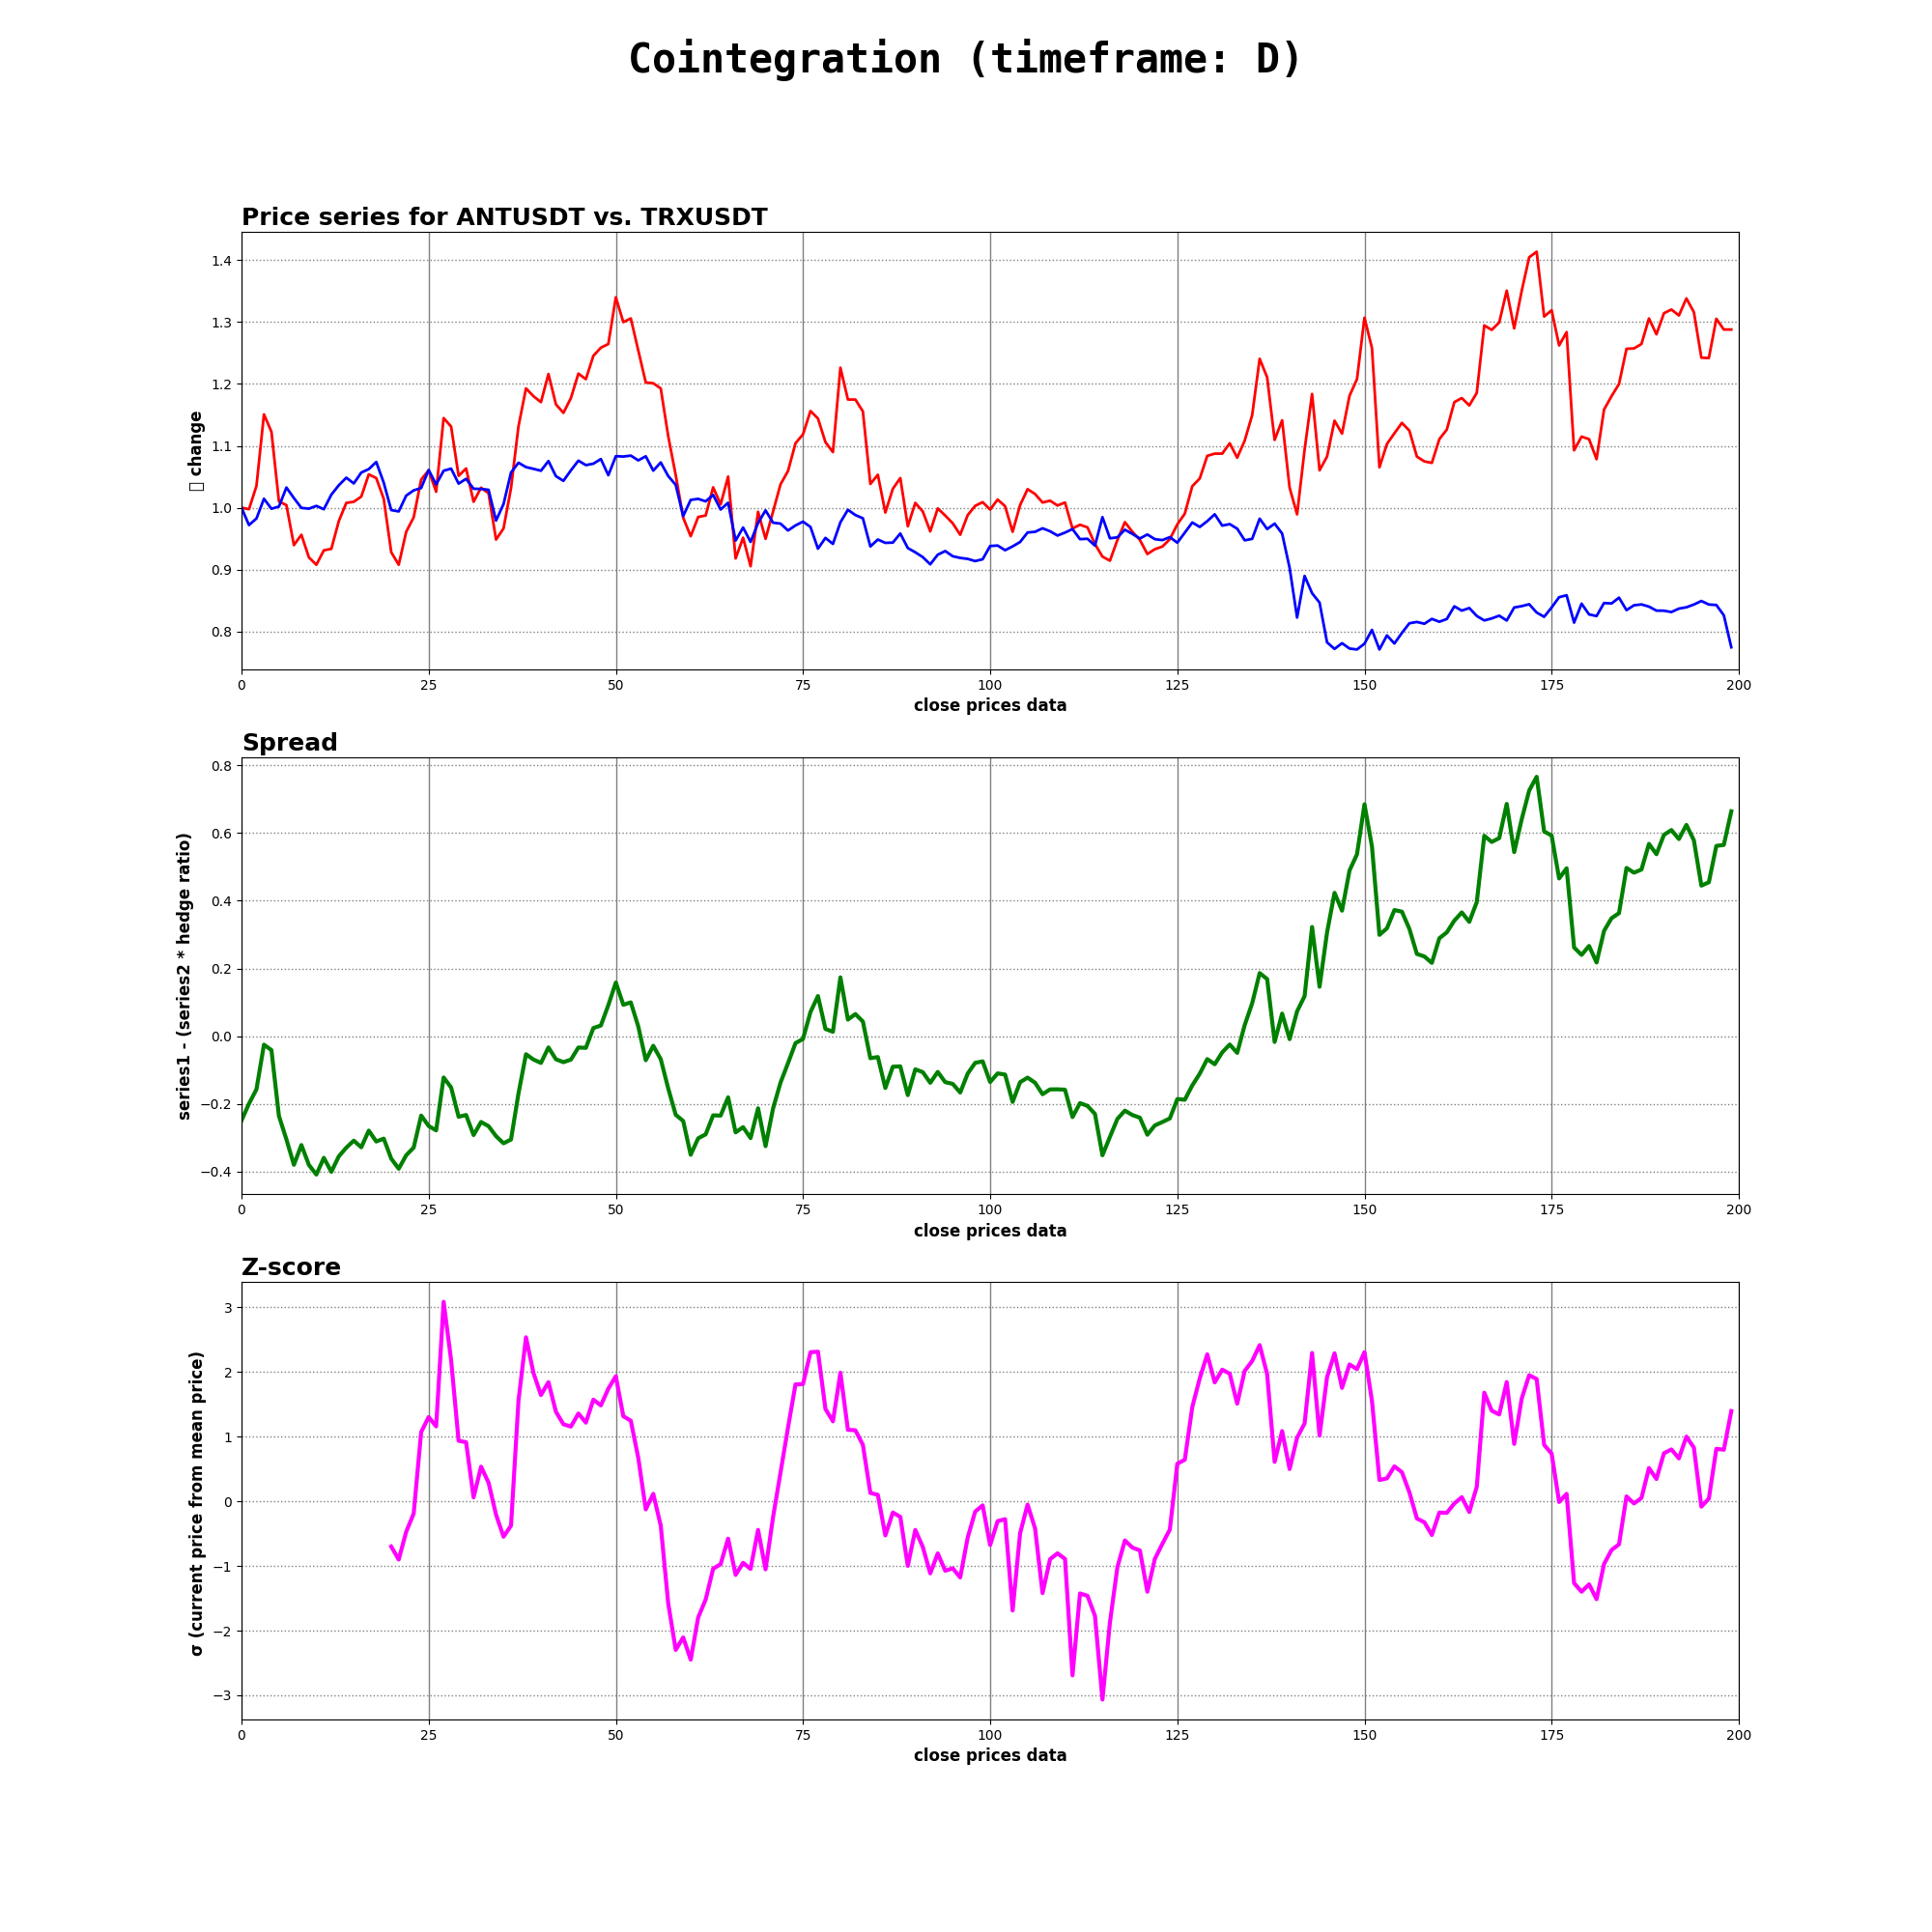 Cointegration (timeframe: D)
Price series for ANTUSDT vs. TRXUSDT
1.4
1.3
1.2
1.1
1.0
0.9
0.8
change
0 25 50 75 100 125 150 175 200
close prices data
Spread
0.8
0.6
0.4
0.2
0.0
−0.2
−0.4
series1 - (series2 * hedge ratio)
0 25 50 75 100 125 150 175 200
close prices data
Z-score
3
2
1
0
−1
−2
−3
σ (current price from mean price)
0 25 50 75 100 125 150 175 200
close prices data